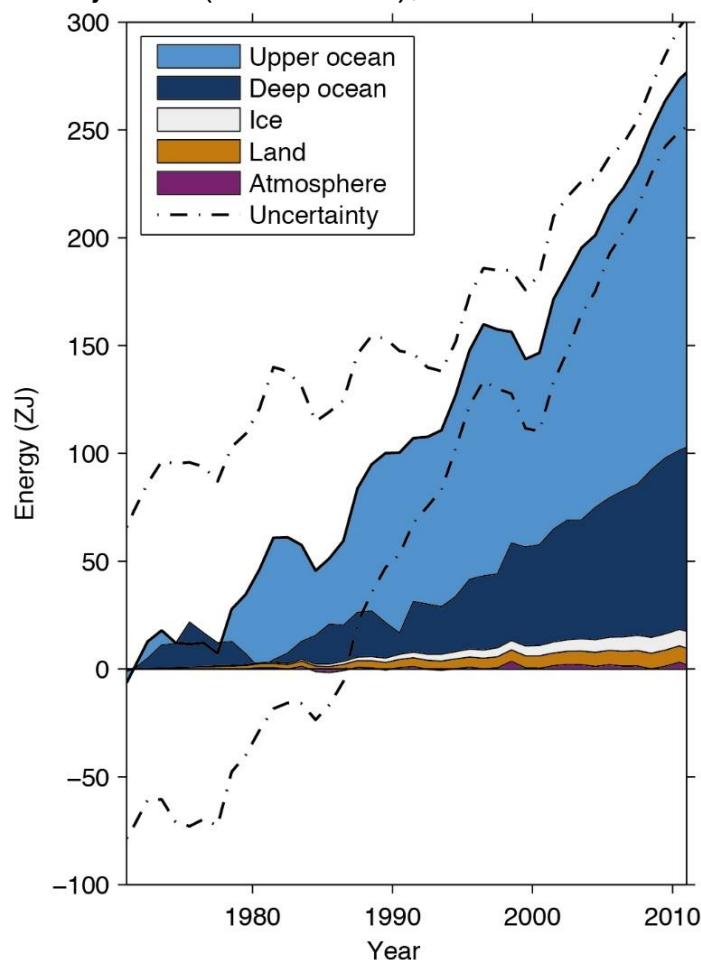 300
250
200
150
100
50
0
−50
−100
Energy (ZJ)
Upper ocean
Deep ocean
Ice
Land
Atmosphere
Uncertainty
1980
1990
2000
2010
Year